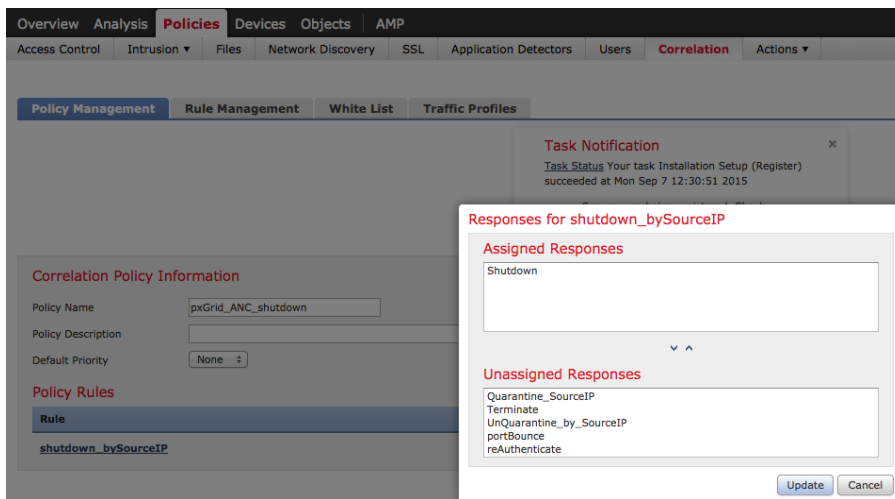 Overview Analysis Policies Devices Objects AMP
Access Control Intrusion ▼ Files Network Discovery SSL Application Detectors Users Correlation Actions ▼
Policy Management Rule Management White List Traffic Profiles
Task Notification ×
Task Status Your task Installation Setup (Register)
succeeded at Mon Sep 7 12:30:51 2015
Responses for shutdown_bySourceIP
Assigned Responses
Shutdown
Correlation Policy Information
Policy Name pxGrid_ANC_shutdown
Policy Description
Default Priority None
Unassigned Responses
Quarantine_SourceIP
Terminate
UnQuarantine_by_SourceIP
portBounce
reAuthenticate
Policy Rules
Rule
shutdown_bySourceIP
Update Cancel